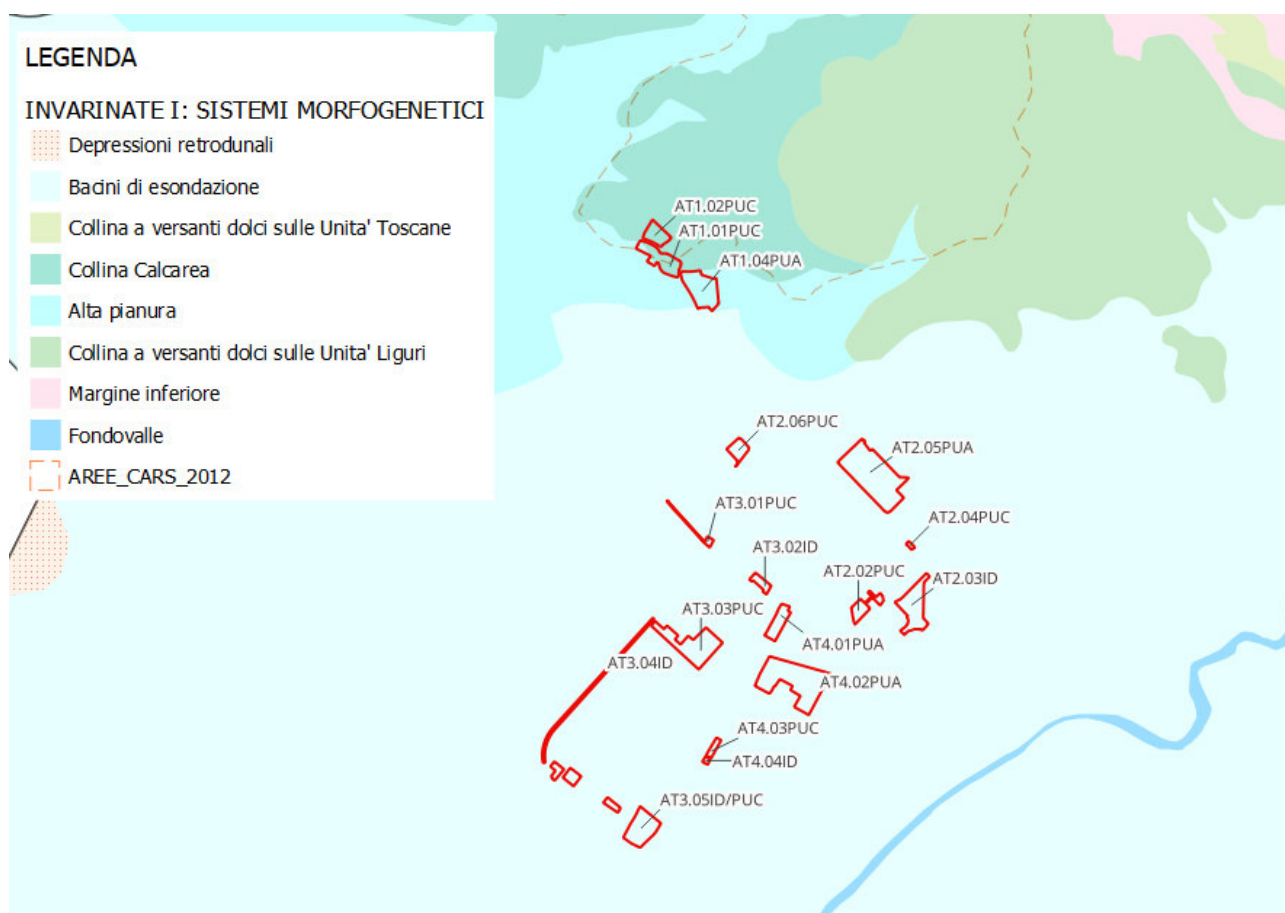 LEGENDA
INVARINATE I: SISTEMI MORFOGENETICI
Depressioni retrodunali
Bacini di esondazione
Collina a versanti dolci sulle Unita' Toscane
Collina Calcarea
Alta pianura
Collina a versanti dolci sulle Unita' Liguri
Margine inferiore
Fondovalle
AREE_CARS_2012
AT1.02PUC
AT1.01PUC
AT1.04PUA
AT2.06PUC
AT2.05PUA
AT3.01PUC
AT2.04PUC
AT3.02ID
AT2.02PUC
AT2.03ID
AT3.03PUC
AT4.01PUA
AT3.04ID
AT4.02PUA
AT4.03PUC
AT4.04ID
AT3.05ID/PUC